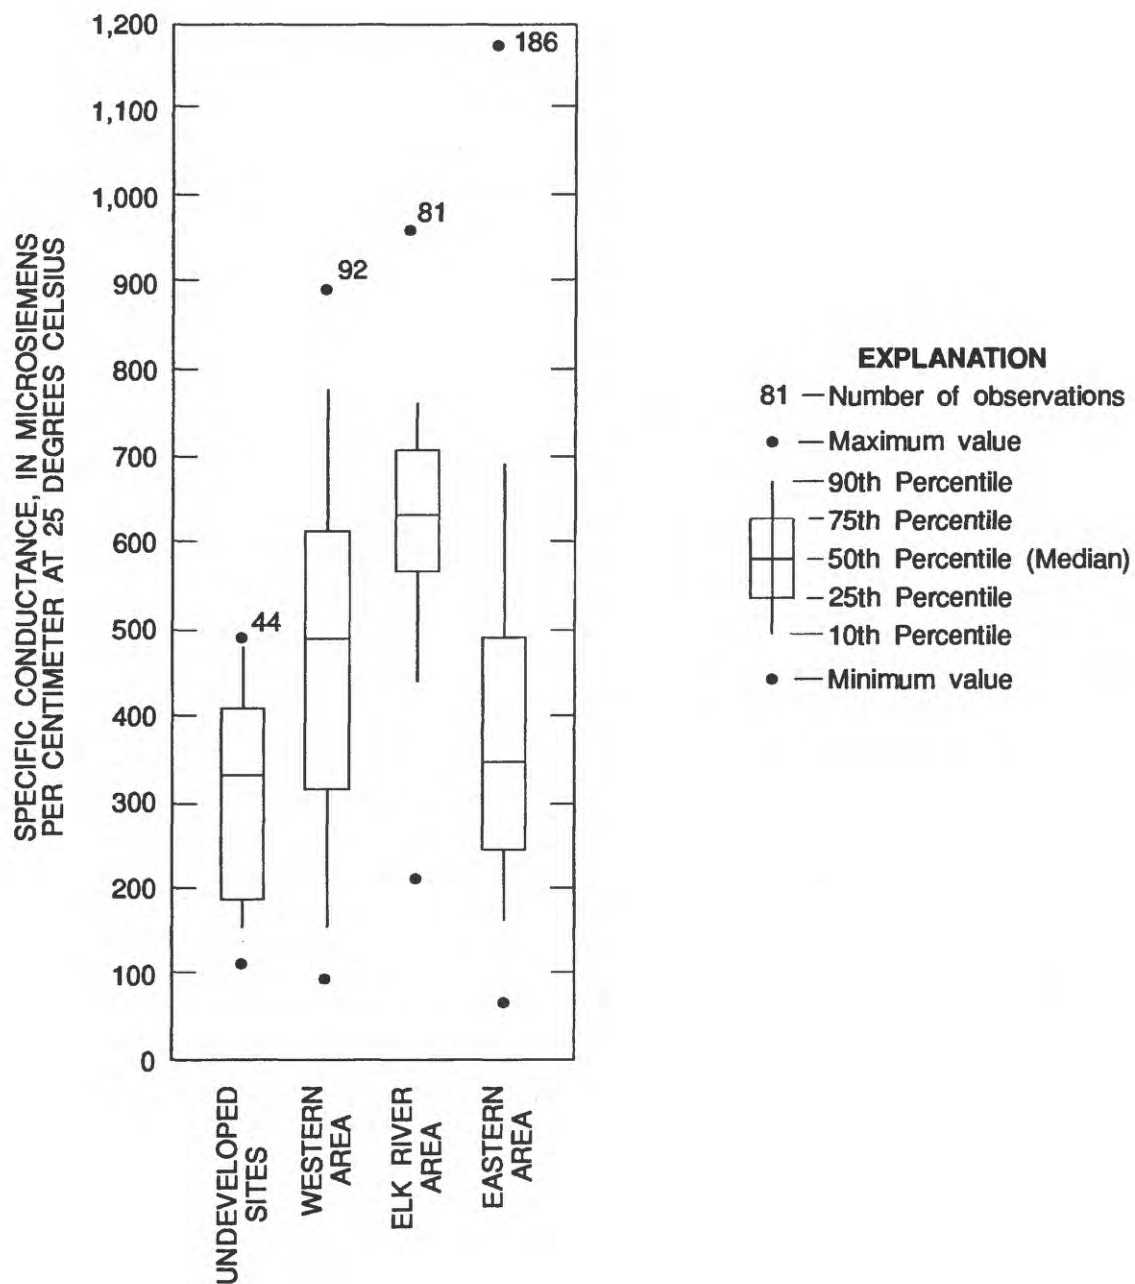 1,200
1,100
1,000
900
800
700
600
500
400
300
200
100
0
SPECIFIC CONDUCTANCE, IN MICROSIEMENS
PER CENTIMETER AT 25 DEGREES CELSIUS
44
92
81
186
UNDEVELOPED
SITES
WESTERN
AREA
ELK RIVER
AREA
EASTERN
AREA
EXPLANATION
81 — Number of observations
— Maximum value
— 90th Percentile
— 75th Percentile
— 50th Percentile (Median)
— 25th Percentile
— 10th Percentile
— Minimum value